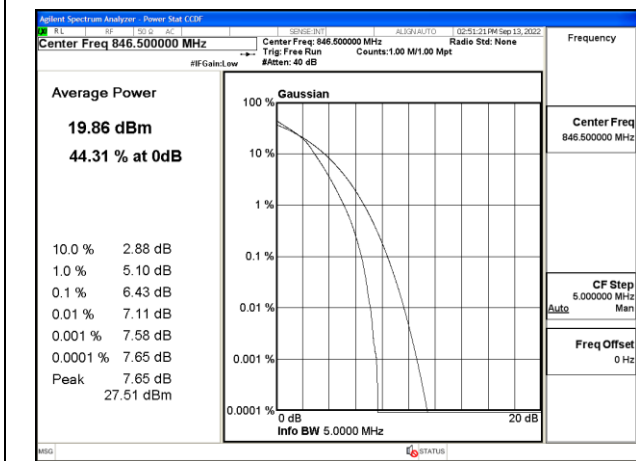 Agilent Spectrum Analyzer - Power Stat CCDF
RL RF 50 Ω AC SENSE:INT ALIGN AUTO 02:51:21 PM Sep 13, 2022
Center Freq 846.500000 MHz
Center Freq: 846.500000 MHz Radio Std: None
Trig: Free Run Counts:1.00 M/1.00 Mpt
#IFGain:Low #Atten: 40 dB
Frequency
Average Power
19.86 dBm
44.31 % at 0dB
10.0 % 2.88 dB
1.0 % 5.10 dB
0.1 % 6.43 dB
0.01 % 7.11 dB
0.001 % 7.58 dB
0.0001 % 7.65 dB
Peak 7.65 dB
27.51 dBm
Gaussian
100 %
10 %
1 %
0.1 %
0.01 %
0.001 %
0.0001 %
0 dB 20 dB
Info BW 5.0000 MHz
Center Freq
846.500000 MHz
CF Step
5.000000 MHz
Auto Man
Freq Offset
0 Hz
MSG STATUS